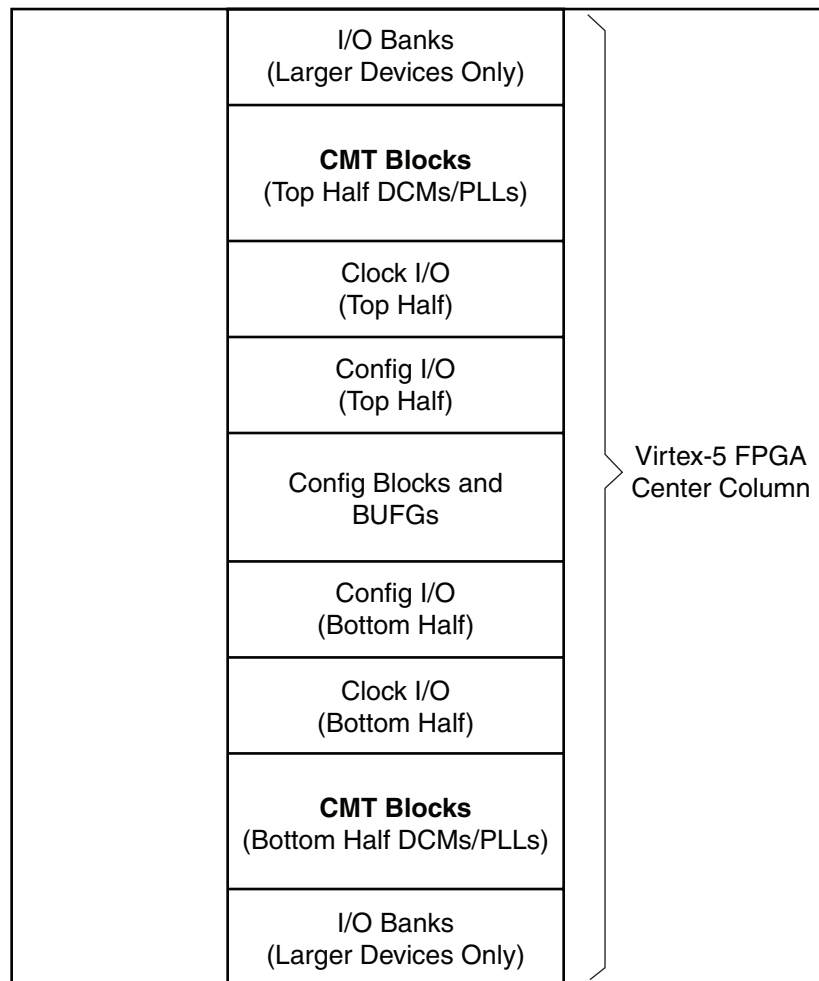 I/O Banks
(Larger Devices Only)
CMT Blocks
(Top Half DCMs/PLLs)
Clock I/O
(Top Half)
Config I/O
(Top Half)
Config Blocks and
BUFGs
Config I/O
(Bottom Half)
Clock I/O
(Bottom Half)
CMT Blocks
(Bottom Half DCMs/PLLs)
I/O Banks
(Larger Devices Only)
Virtex-5 FPGA
Center Column